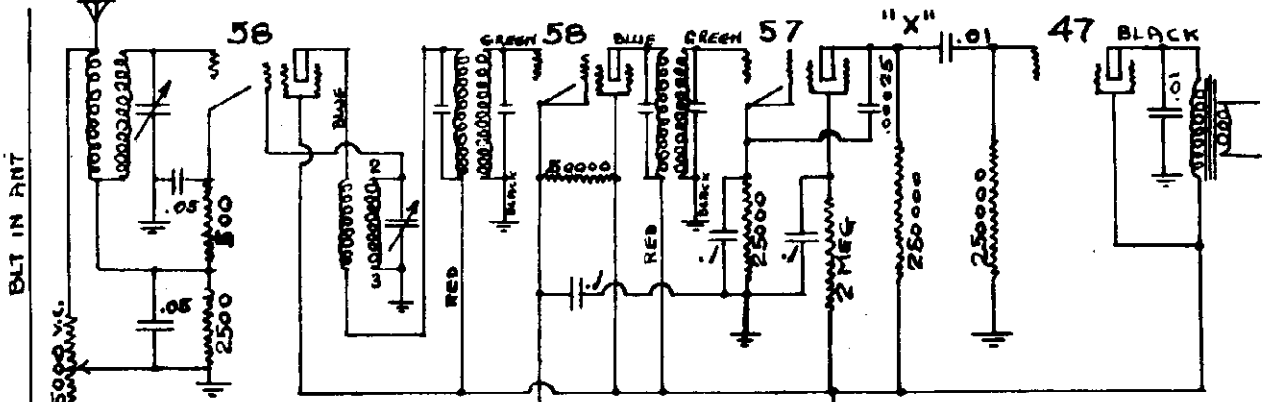 58
GREEN
58
BLUE
GREEN
57
"X"
.01
47
BLACK
BLT IN ANT
BLUE
.00025
.01
.05
500
50000
BLACK
BLACK
2
3
RED
RED
.1
25000
.1
2 MEG
250000
250000
.1
.05
2500
5000 V.C.